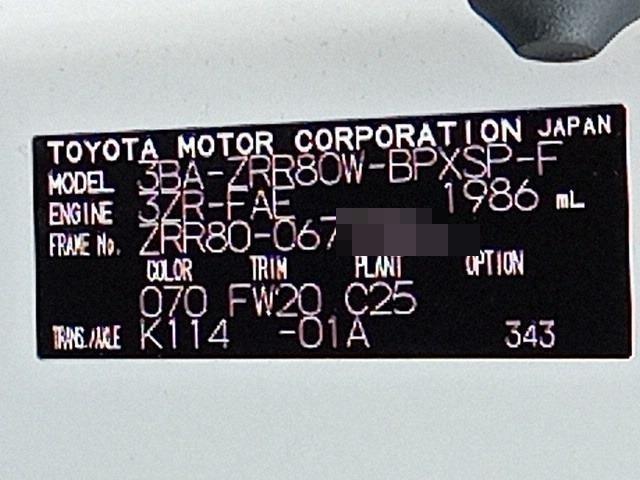 TOYOTA MOTOR CORPORATION JAPAN
MODEL 3BA-ZRR80W-BPXSP-F
ENGINE 3ZR-FAE 1986 mL
FRAME No. ZRR80-067
COLOR TRIM PLANT OPTION
070 FW20 C25
TRANS./AXLE K114 -01A 343